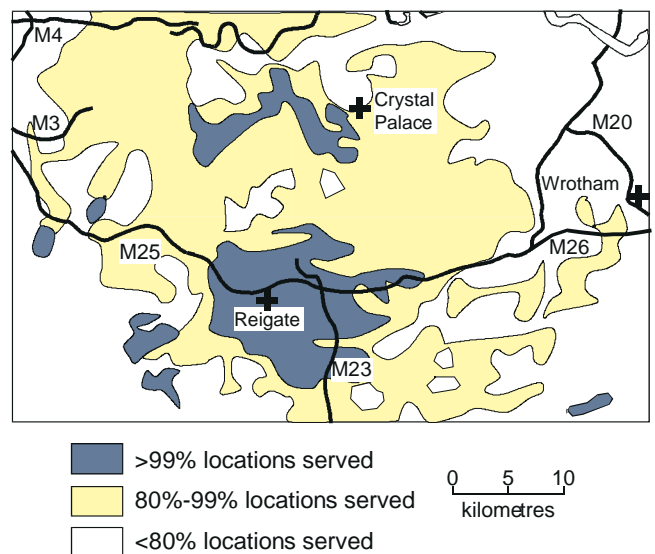 M4
Crystal
Palace
M3
M20
Wrotham
M25
M26
Reigate
M23
>99% locations served
80%-99% locations served
<80% locations served
0 5 10
kilometres